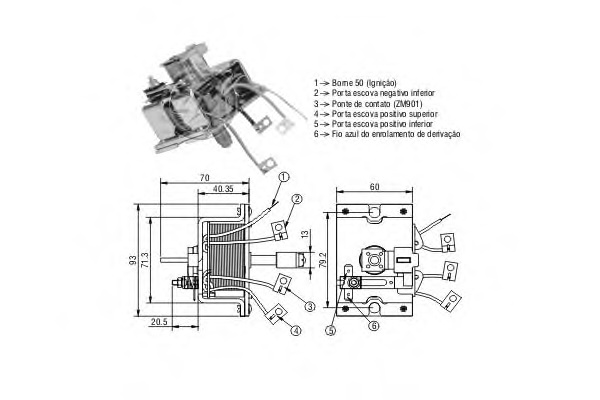 1→ Borne 50 (Ignição)
2→ Porta escova negativo inferior
3→ Ponte de contato (ZM901)
4→ Porta escova positivo superior
5→ Porta escova positivo inferior
6→ Fio azul do enrolamento de derivação
70
40.35
1
2
60
93
71.3
13
79.2
20.5
3
4
5
6